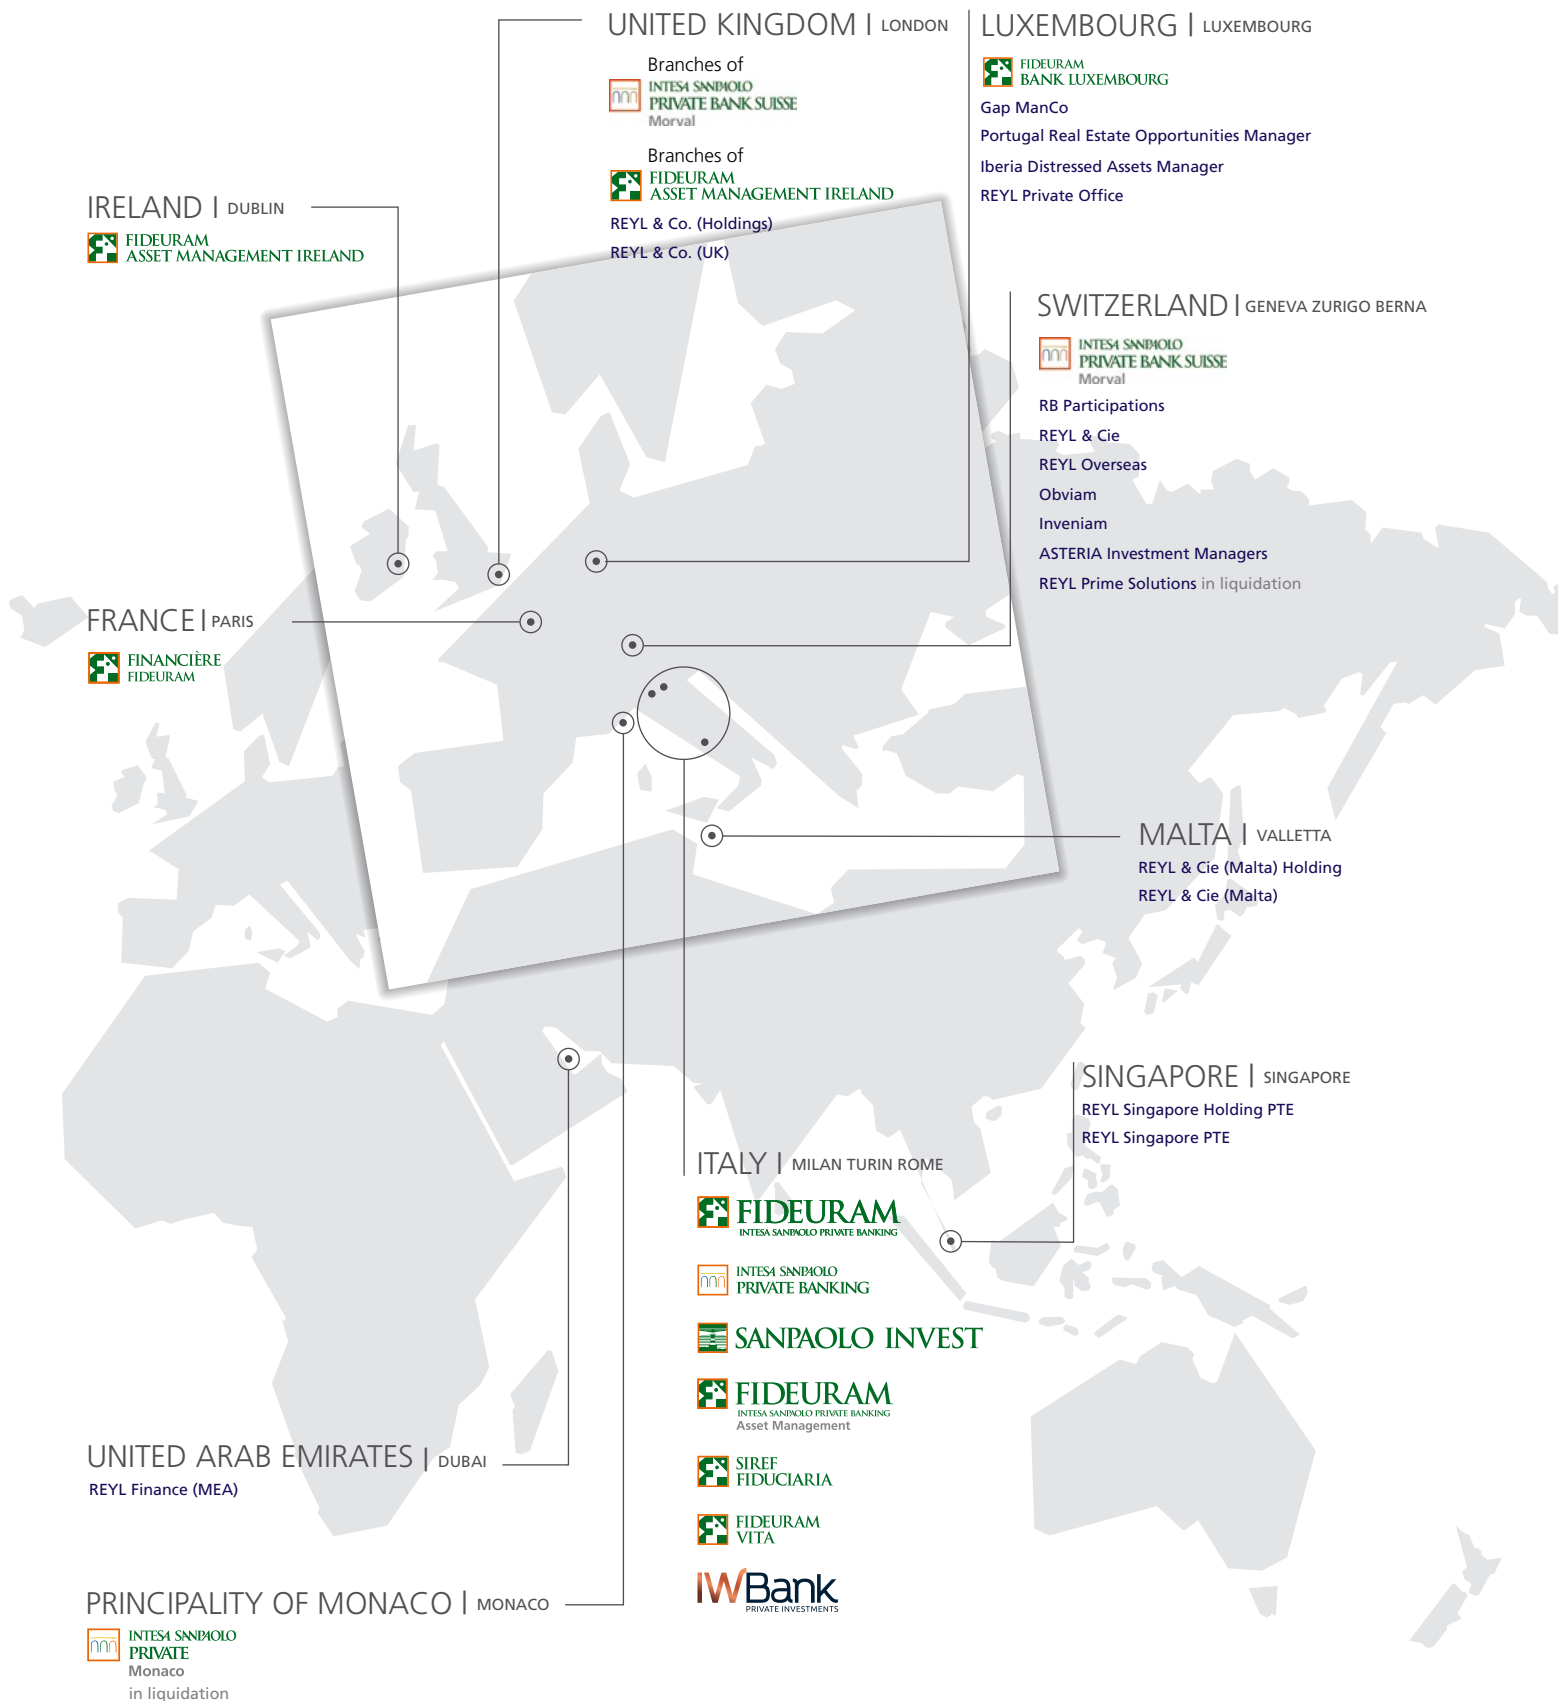 UNITED KINGDOM | LONDON
Branches of
INTESA SANPAOLO
PRIVATE BANK SUISSE
Morval
Branches of
FIDEURAM
ASSET MANAGEMENT IRELAND
REYL & Co. (Holdings)
REYL & Co. (UK)
LUXEMBOURG | LUXEMBOURG
FIDEURAM
BANK LUXEMBOURG
Gap ManCo
Portugal Real Estate Opportunities Manager
Iberia Distressed Assets Manager
REYL Private Office
IRELAND | DUBLIN
FIDEURAM
ASSET MANAGEMENT IRELAND
SWITZERLAND | GENEVA ZURIGO BERNA
INTESA SANPAOLO
PRIVATE BANK SUISSE
Morval
RB Participations
REYL & Cie
REYL Overseas
Obviam
Inveniam
ASTERIA Investment Managers
REYL Prime Solutions in liquidation
FRANCE | PARIS
FINANCIÈRE
FIDEURAM
MALTA | VALLETTA
REYL & Cie (Malta) Holding
REYL & Cie (Malta)
SINGAPORE | SINGAPORE
REYL Singapore Holding PTE
REYL Singapore PTE
ITALY | MILAN TURIN ROME
FIDEURAM
INTESA SANPAOLO PRIVATE BANKING
INTESA SANPAOLO
PRIVATE BANKING
SANPAOLO INVEST
FIDEURAM
INTESA SANPAOLO PRIVATE BANKING
Asset Management
SIREF
FIDUCIARIA
FIDEURAM
VITA
IWBank
PRIVATE INVESTMENTS
UNITED ARAB EMIRATES | DUBAI
REYL Finance (MEA)
PRINCIPALITY OF MONACO | MONACO
INTESA SANPAOLO
PRIVATE
Monaco
in liquidation